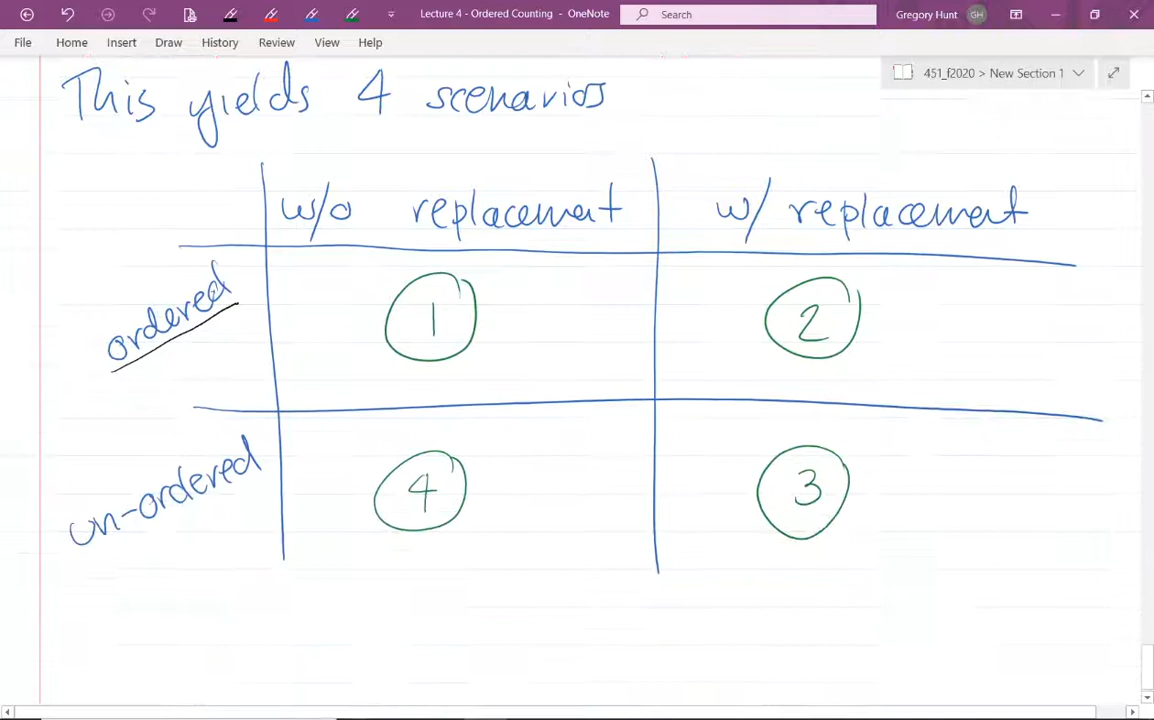 Lecture 4 - Ordered Counting - OneNote
Search
Gregory Hunt
GH
File Home Insert Draw History Review View Help
451_f2020 > New Section 1
This yields 4 scenarios
w/o replacement w/ replacement
ordered 1 2
un-ordered 4 3